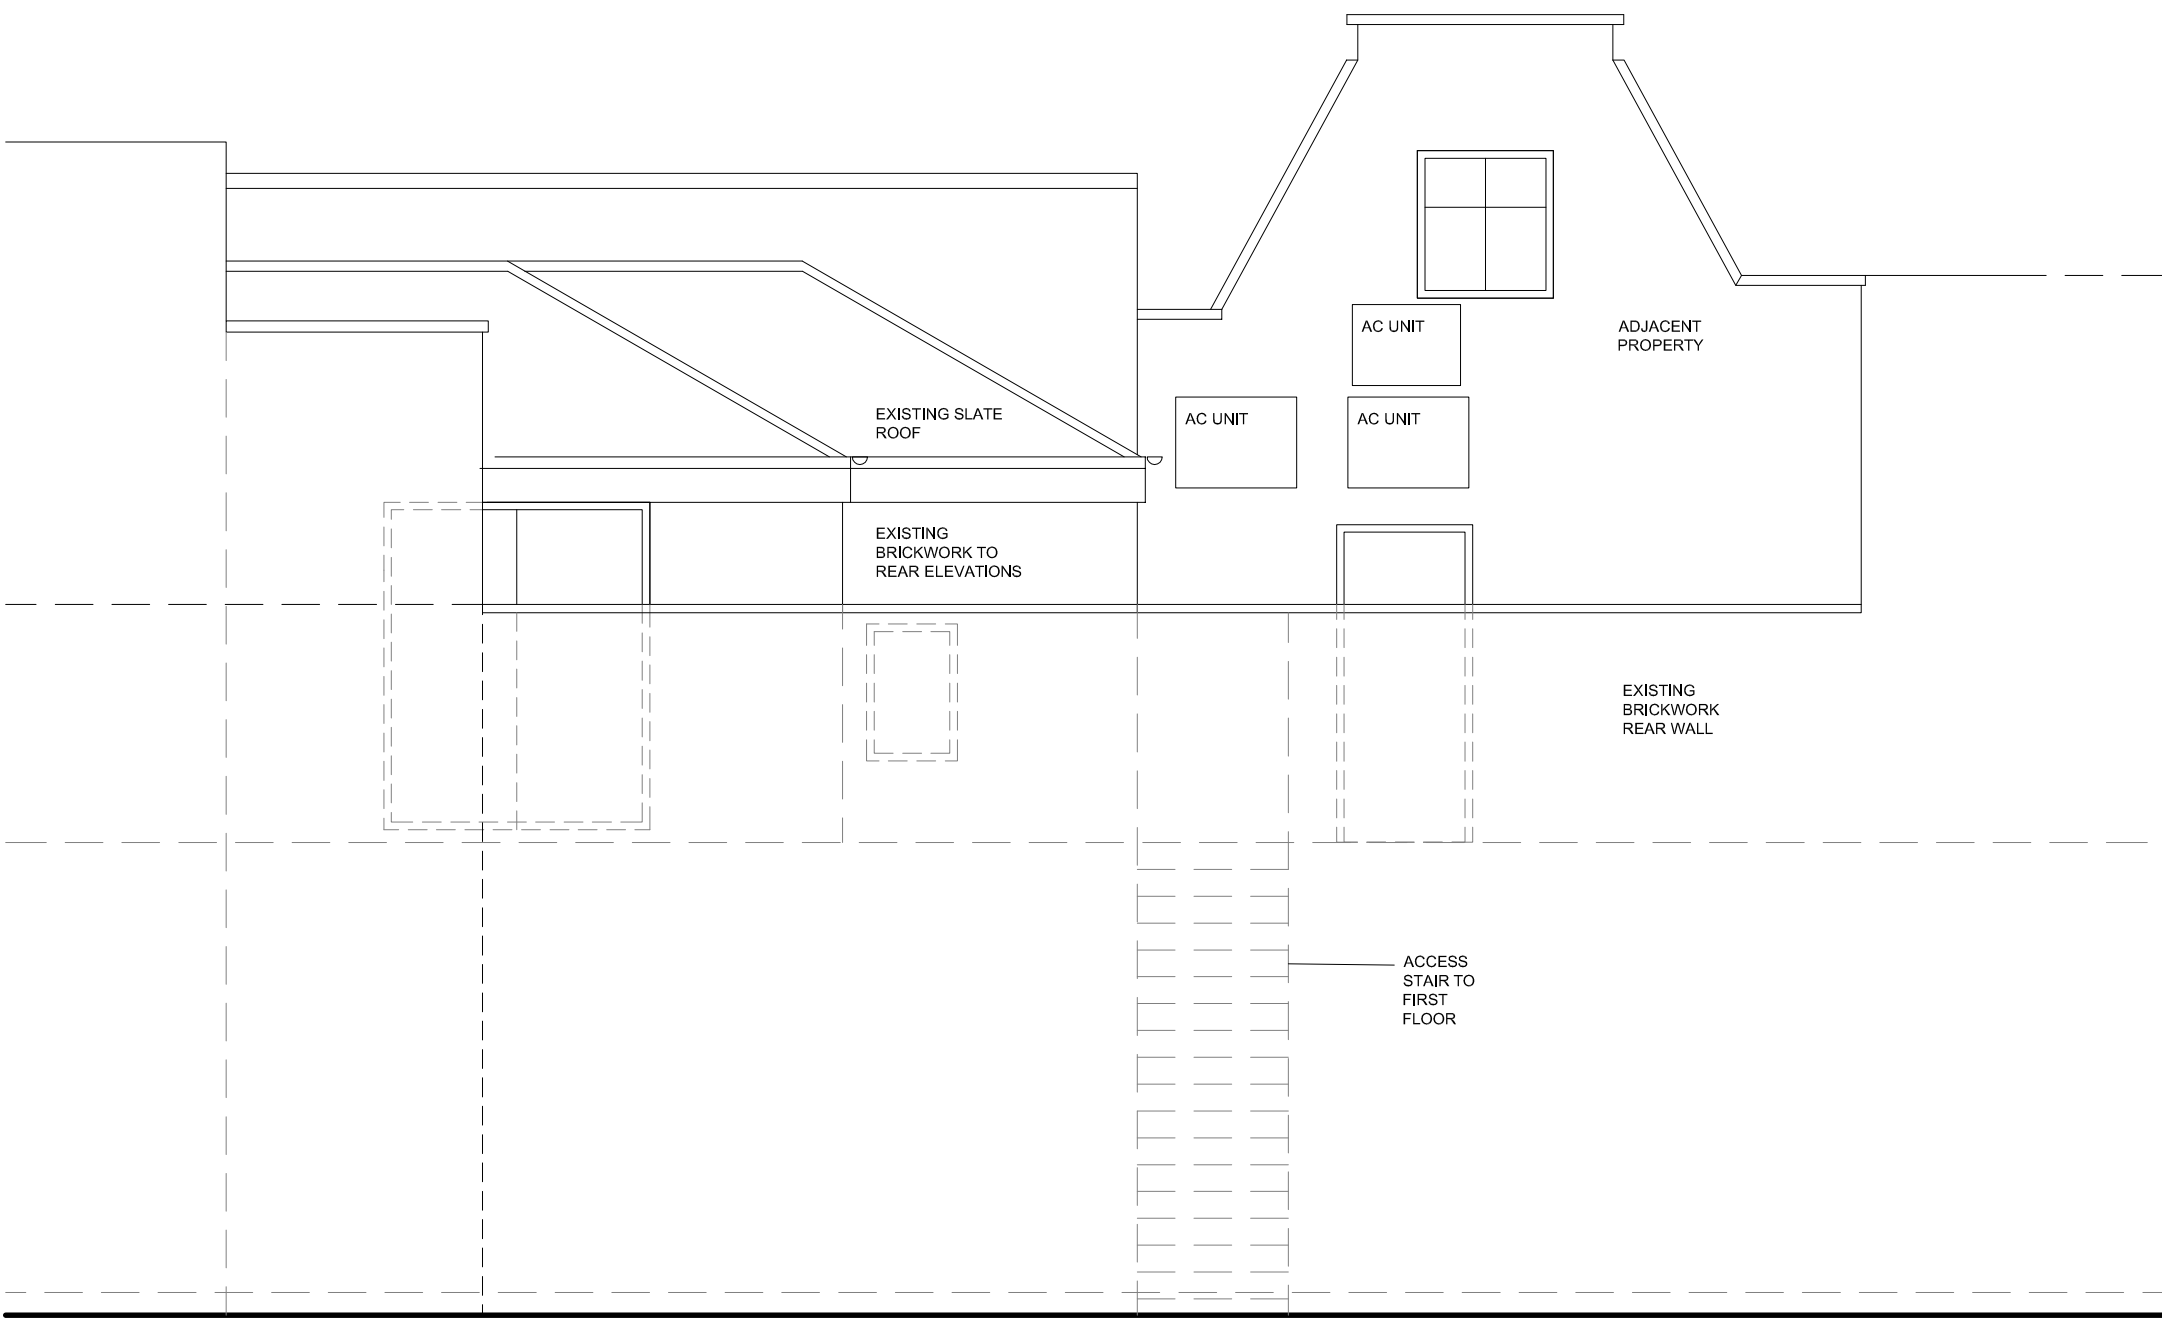 AC UNIT
ADJACENT
PROPERTY
EXISTING SLATE
ROOF
AC UNIT
AC UNIT
EXISTING
BRICKWORK TO
REAR ELEVATIONS
EXISTING
BRICKWORK
REAR WALL
ACCESS
STAIR TO
FIRST
FLOOR